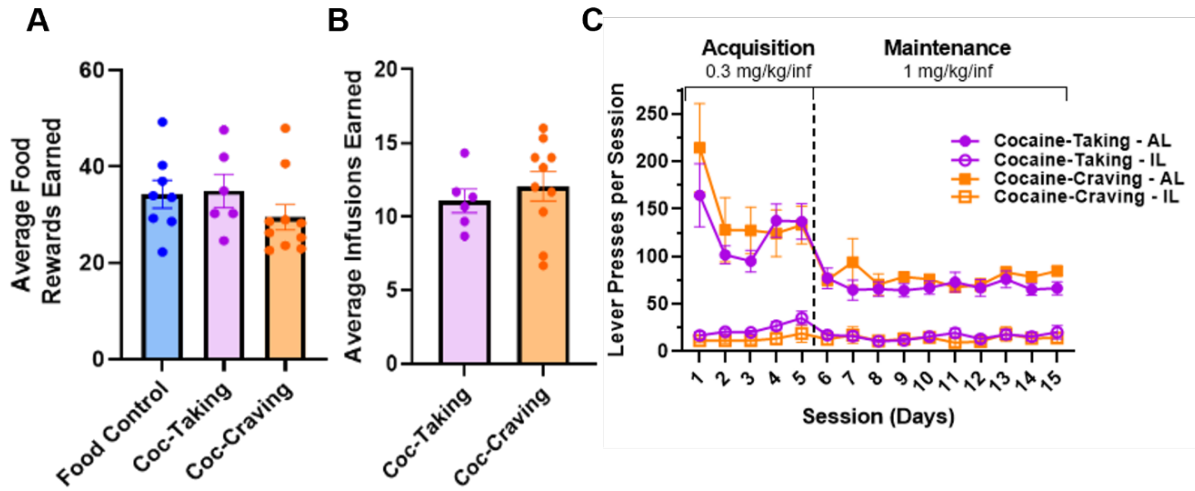 A
Average Food
Rewards Earned
60
40
20
0
Food Control
Coc-Taking
Coc-Craving
B
Average Infusions Earned
20
15
10
5
0
Coc-Taking
Coc-Craving
C
Acquisition
0.3 mg/kg/inf
Maintenance
1 mg/kg/inf
Lever Presses per Session
250
200
150
100
50
0
Cocaine-Taking - AL
Cocaine-Taking - IL
Cocaine-Craving - AL
Cocaine-Craving - IL
1 2 3 4 5 6 7 8 9 10 11 12 13 14 15
Session (Days)